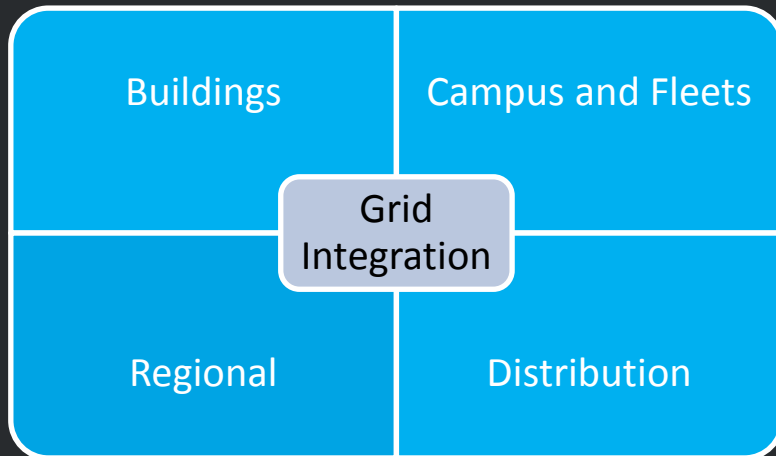 Buildings
Campus and Fleets
Grid
Integration
Regional
Distribution